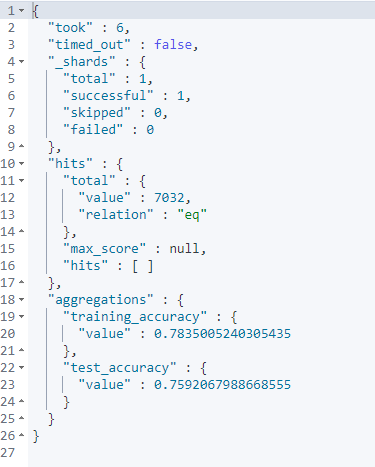 1 {
2   "took" : 6,
3   "timed_out" : false,
4   "_shards" : {
5     "total" : 1,
6     "successful" : 1,
7     "skipped" : 0,
8     "failed" : 0
9   },
10   "hits" : {
11     "total" : {
12       "value" : 7032,
13       "relation" : "eq"
14     },
15     "max_score" : null,
16     "hits" : [ ]
17   },
18   "aggregations" : {
19     "training_accuracy" : {
20       "value" : 0.7835005240305435
21     },
22     "test_accuracy" : {
23       "value" : 0.7592067988668555
24     }
25   }
26 }
27